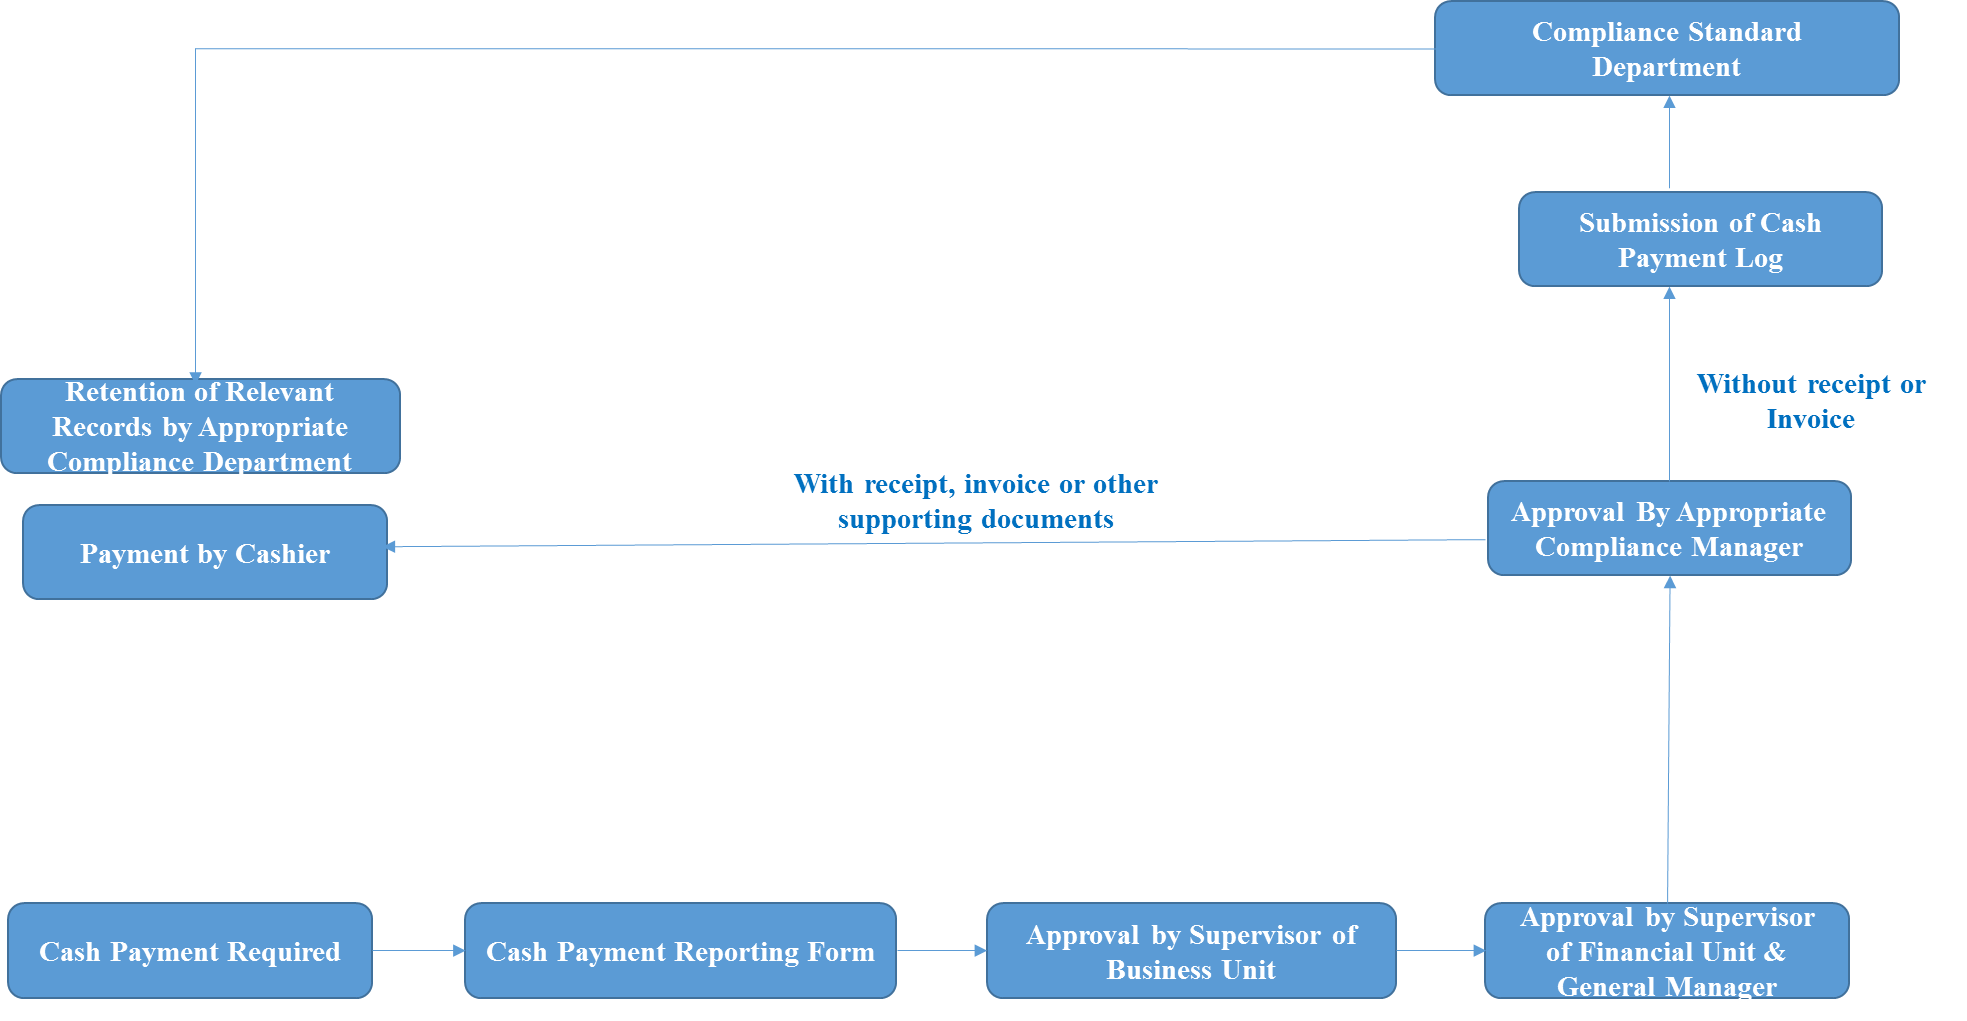 Compliance Standard
Department
Submission of Cash
Payment Log
Without receipt or
Invoice
Retention of Relevant
Records by Appropriate
Compliance Department
With receipt, invoice or other
supporting documents
Approval By Appropriate
Compliance Manager
Payment by Cashier
Cash Payment Required
Cash Payment Reporting Form
Approval by Supervisor of
Business Unit
Approval by Supervisor
of Financial Unit &
General Manager